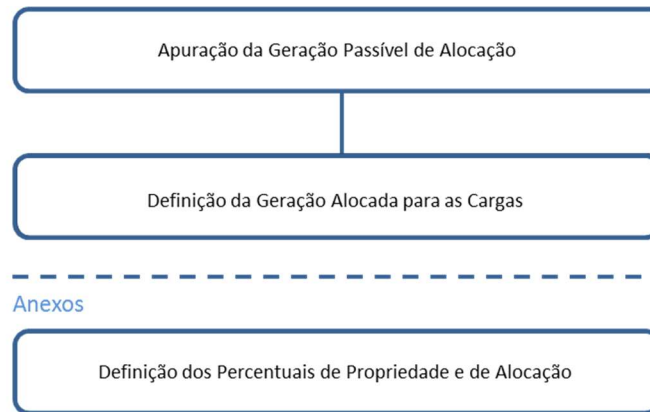 Apuração da Geração Passível de Alocação
Definição da Geração Alocada para as Cargas
Anexos
Definição dos Percentuais de Propriedade e de Alocação